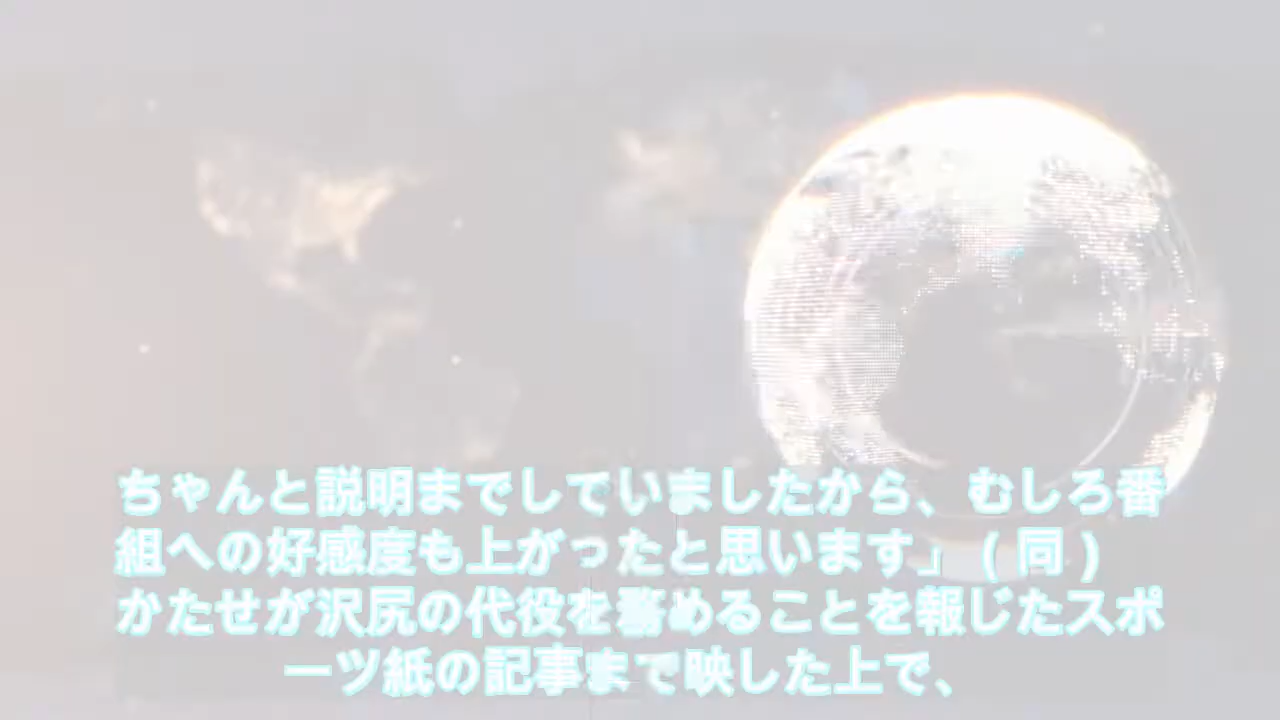 ちゃんと説明までしていましたから、むしろ番
組への好感度も上がったと思います」(同)
かたせが沢尻の代役を務めることを報じたスポ
ーツ紙の記事まで映した上で、